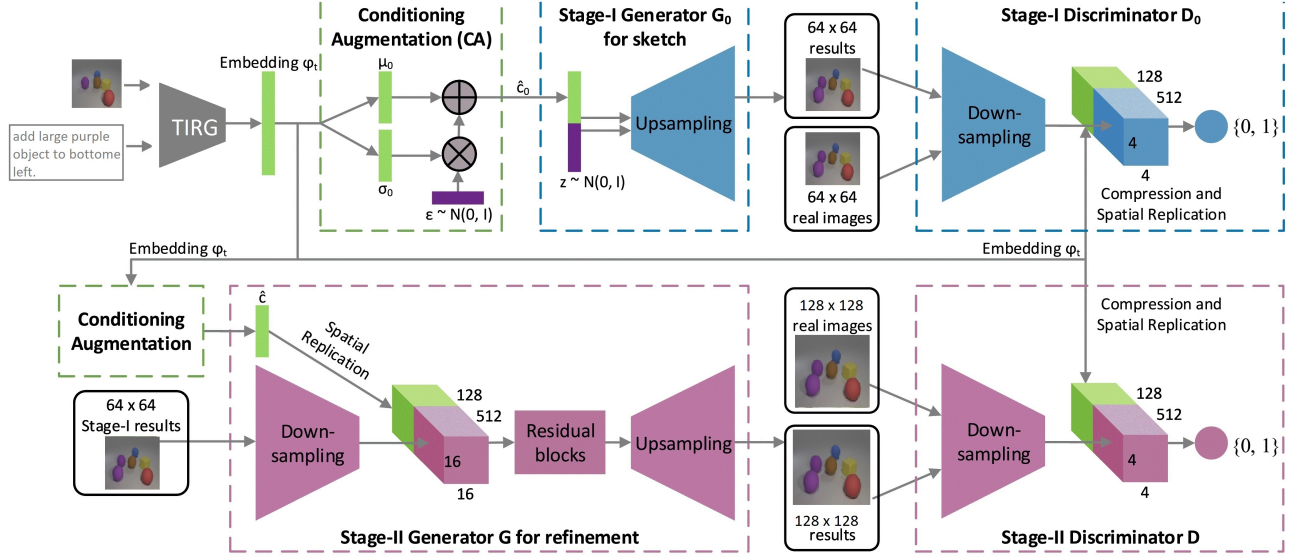 Conditioning
Augmentation (CA)
Stage-I Generator G₀
for sketch
Stage-I Discriminator D₀
Embedding φₜ
μ₀
σ₀
ε ~ N(0, I)
ĉ₀
TIRG
add large purple
object to bottome
left.
Upsampling
z ~ N(0, I)
64 x 64
results
64 x 64
real images
Down-
sampling
128
512
4
4
{0, 1}
Compression and
Spatial Replication
Embedding φₜ
Embedding φₜ
Conditioning
Augmentation
ĉ
Spatial
Replication
64 x 64
Stage-I results
Down-
sampling
128
512
16
16
Residual
blocks
Upsampling
Stage-II Generator G for refinement
128 x 128
real images
128 x 128
results
Compression and
Spatial Replication
Down-
sampling
128
512
4
4
{0, 1}
Stage-II Discriminator D